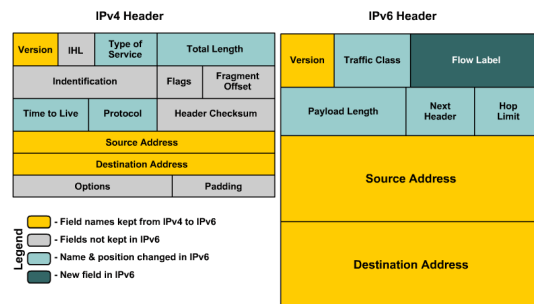 IPv4 Header
Version IHL Type of Service Total Length
Indentification Flags Fragment Offset
Time to Live Protocol Header Checksum
Source Address
Destination Address
Options Padding
IPv6 Header
Version Traffic Class Flow Label
Payload Length Next Header Hop Limit
Source Address
Destination Address
Legend
- Field names kept from IPv4 to IPv6
- Fields not kept in IPv6
- Name & position changed in IPv6
- New field in IPv6